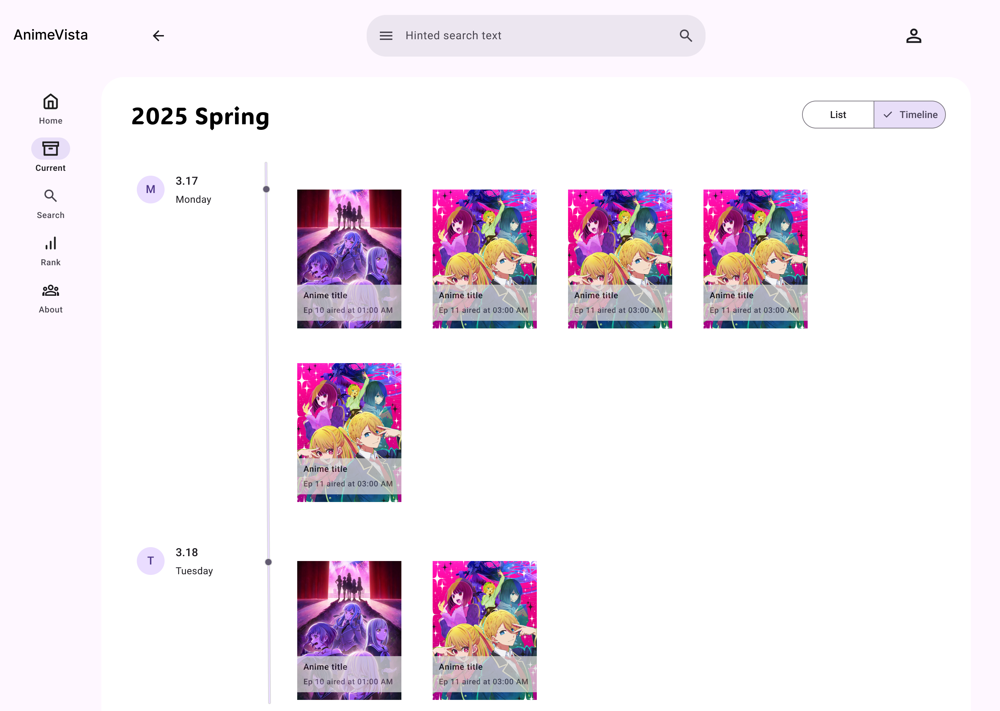 AnimeVista
Hinted search text
Home
Current
Search
Rank
About
2025 Spring
List
Timeline
M
3.17
Monday
Anime title
Ep 10 aired at 01:00 AM
Anime title
Ep 11 aired at 03:00 AM
Anime title
Ep 11 aired at 03:00 AM
Anime title
Ep 11 aired at 03:00 AM
Anime title
Ep 11 aired at 03:00 AM
T
3.18
Tuesday
Anime title
Ep 10 aired at 01:00 AM
Anime title
Ep 11 aired at 03:00 AM